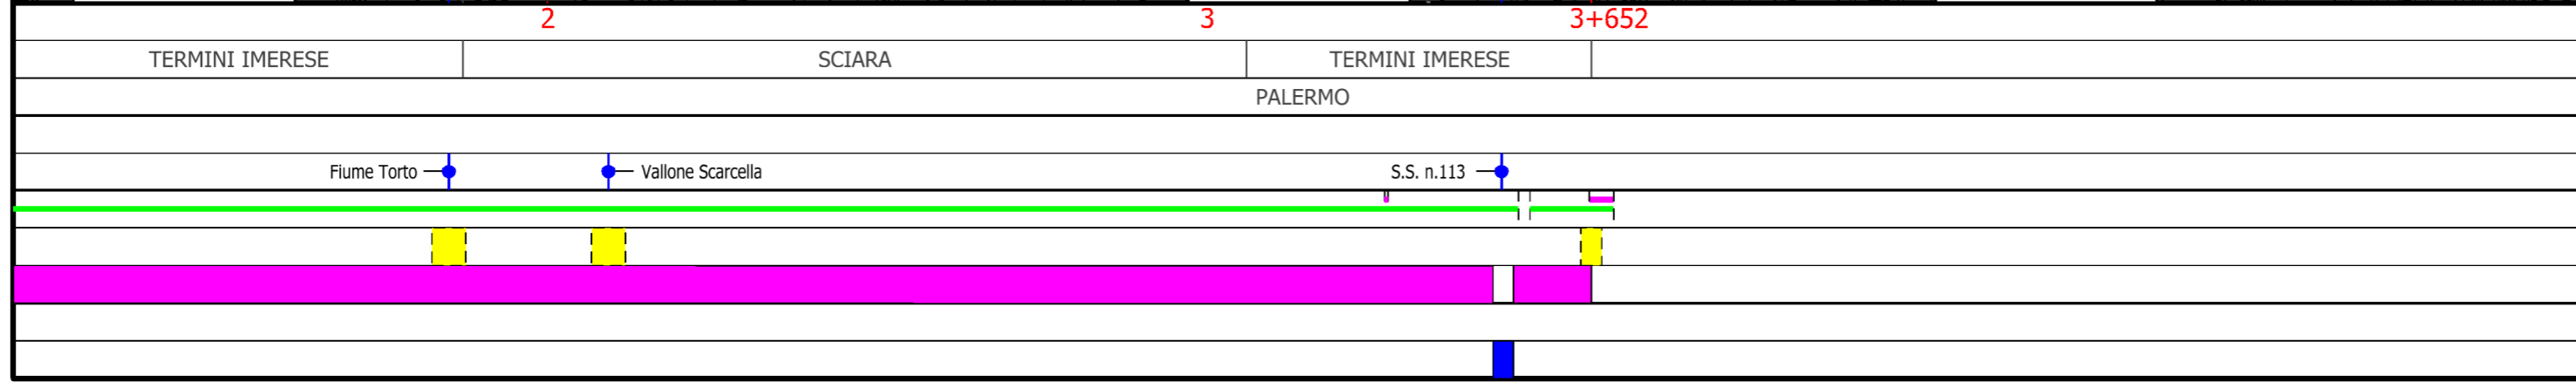 2 3 3+652
TERMINI IMERESE SCIARA TERMINI IMERESE
PALERMO
Fiume Torto Vallone Scarcella S.S. n.113